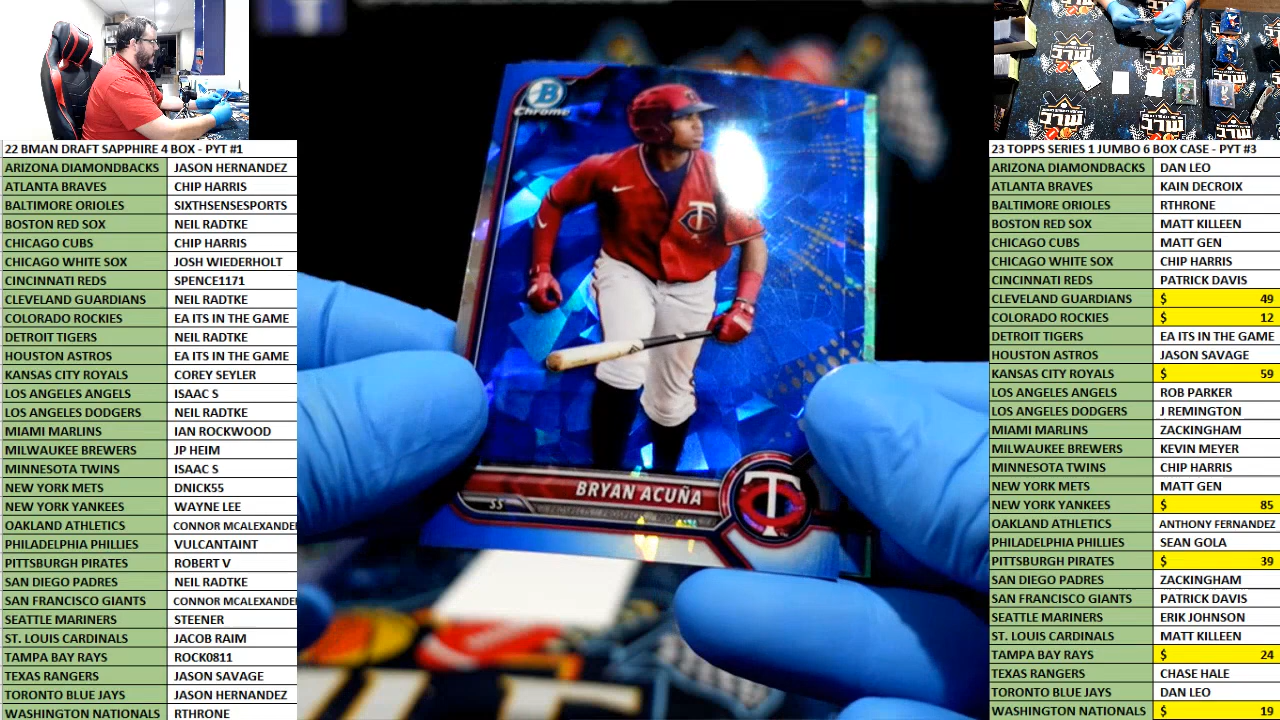 22 BMAN DRAFT SAPPHIRE 4 BOX - PYT #1
ARIZONA DIAMONDBACKS JASON HERNANDEZ
ATLANTA BRAVES CHIP HARRIS
BALTIMORE ORIOLES SIXTHSENSESPORTS
BOSTON RED SOX NEIL RADTKE
CHICAGO CUBS CHIP HARRIS
CHICAGO WHITE SOX JOSH WIEDERHOLT
CINCINNATI REDS SPENCE1171
CLEVELAND GUARDIANS NEIL RADTKE
COLORADO ROCKIES EA ITS IN THE GAME
DETROIT TIGERS NEIL RADTKE
HOUSTON ASTROS EA ITS IN THE GAME
KANSAS CITY ROYALS COREY SEYLER
LOS ANGELES ANGELS ISAAC S
LOS ANGELES DODGERS NEIL RADTKE
MIAMI MARLINS IAN ROCKWOOD
MILWAUKEE BREWERS JP HEIM
MINNESOTA TWINS ISAAC S
NEW YORK METS DNICK55
NEW YORK YANKEES WAYNE LEE
OAKLAND ATHLETICS CONNOR MCALEXANDE
PHILADELPHIA PHILLIES VULCANTAINT
PITTSBURGH PIRATES ROBERT V
SAN DIEGO PADRES NEIL RADTKE
SAN FRANCISCO GIANTS CONNOR MCALEXANDE
SEATTLE MARINERS STEENER
ST. LOUIS CARDINALS JACOB RAIM
TAMPA BAY RAYS ROCK0811
TEXAS RANGERS JASON SAVAGE
TORONTO BLUE JAYS JASON HERNANDEZ
WASHINGTON NATIONALS RTHRONE
B
Chrome
T
BRYAN ACUÑA
SS
T
23 TOPPS SERIES 1 JUMBO 6 BOX CASE - PYT #3
ARIZONA DIAMONDBACKS DAN LEO
ATLANTA BRAVES KAIN DECROIX
BALTIMORE ORIOLES RTHRONE
BOSTON RED SOX MATT KILLEEN
CHICAGO CUBS MATT GEN
CHICAGO WHITE SOX CHIP HARRIS
CINCINNATI REDS PATRICK DAVIS
CLEVELAND GUARDIANS $ 49
COLORADO ROCKIES $ 12
DETROIT TIGERS EA ITS IN THE GAME
HOUSTON ASTROS JASON SAVAGE
KANSAS CITY ROYALS $ 59
LOS ANGELES ANGELS ROB PARKER
LOS ANGELES DODGERS J REMINGTON
MIAMI MARLINS ZACKINGHAM
MILWAUKEE BREWERS KEVIN MEYER
MINNESOTA TWINS CHIP HARRIS
NEW YORK METS MATT GEN
NEW YORK YANKEES $ 85
OAKLAND ATHLETICS ANTHONY FERNANDEZ
PHILADELPHIA PHILLIES SEAN GOLA
PITTSBURGH PIRATES $ 39
SAN DIEGO PADRES ZACKINGHAM
SAN FRANCISCO GIANTS PATRICK DAVIS
SEATTLE MARINERS ERIK JOHNSON
ST. LOUIS CARDINALS MATT KILLEEN
TAMPA BAY RAYS $ 24
TEXAS RANGERS CHASE HALE
TORONTO BLUE JAYS DAN LEO
WASHINGTON NATIONALS $ 19